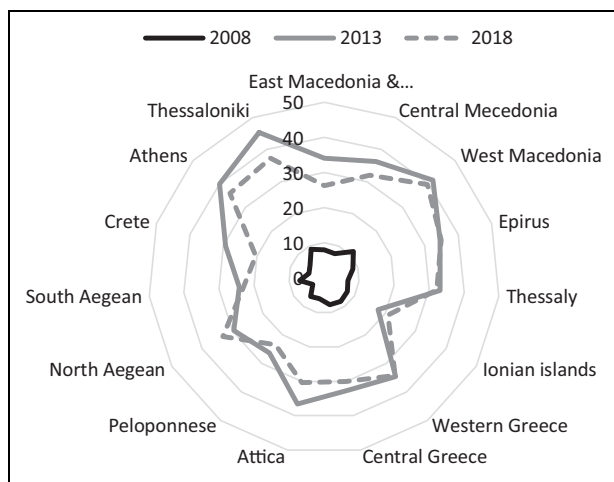 2008 2013 2018
East Macedonia &...
Central Mecedonia
West Macedonia
Epirus
Thessaly
Ionian islands
Western Greece
Central Greece
Attica
Peloponnese
North Aegean
South Aegean
Crete
Athens
Thessaloniki
50
40
30
20
10
0